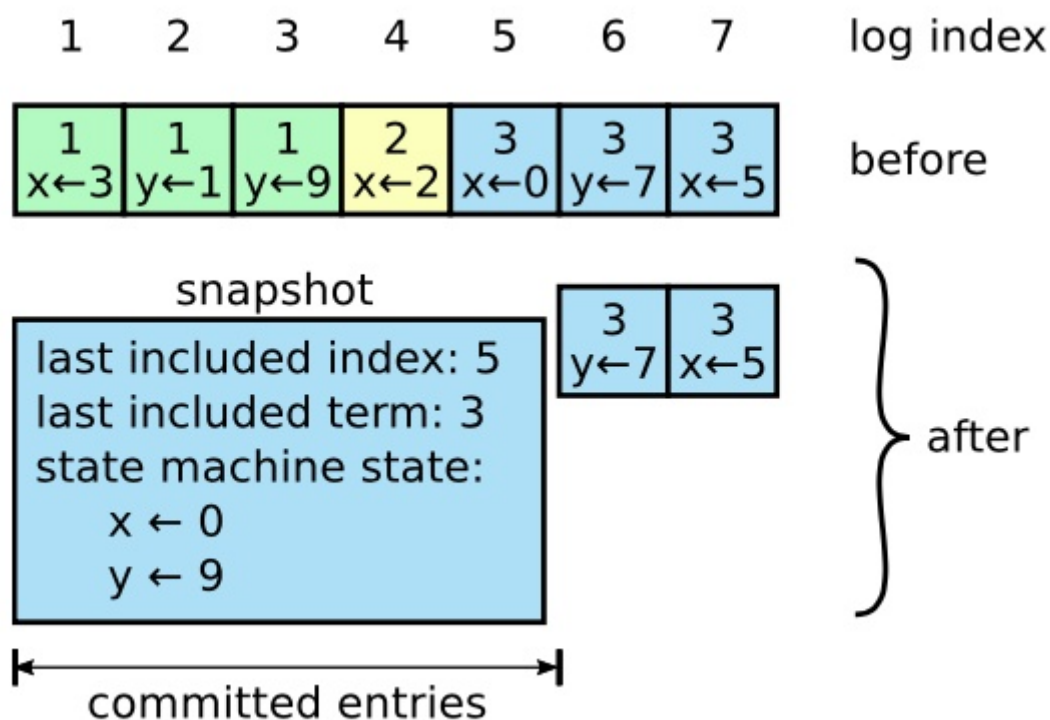 1 2 3 4 5 6 7 log index
1 1 1 2 3 3 3
x←3 y←1 y←9 x←2 x←0 y←7 x←5
before
snapshot
3 3
y←7 x←5
last included index: 5
last included term: 3
state machine state:
x ← 0
y ← 9
after
committed entries